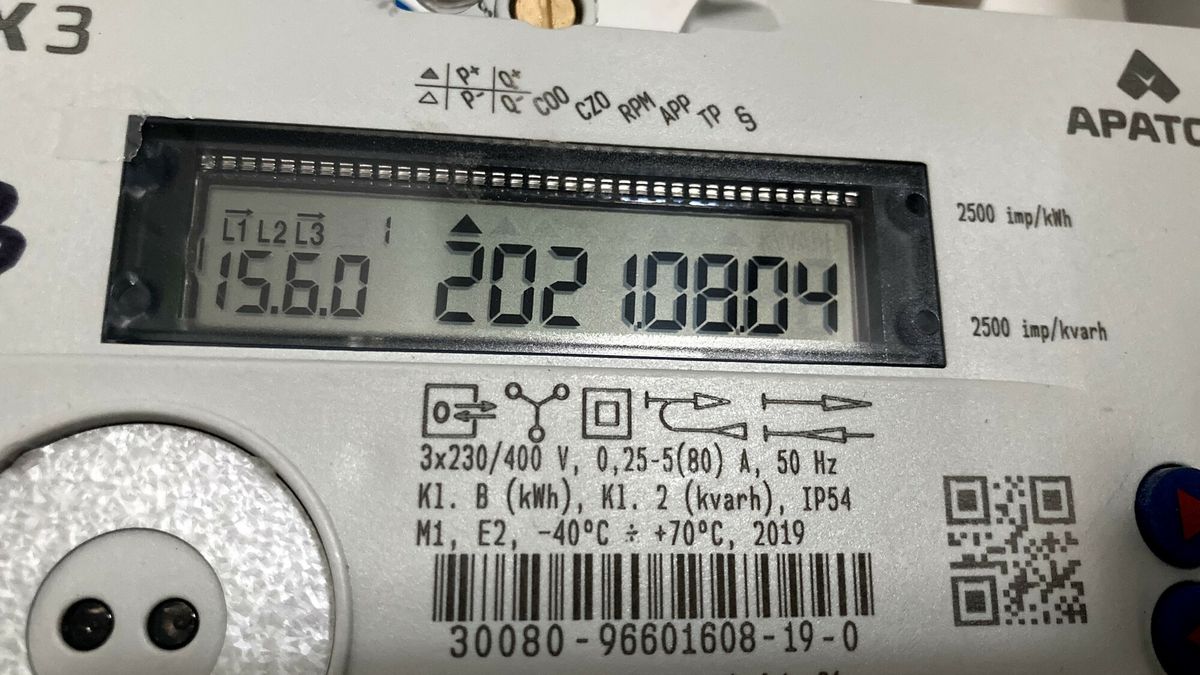 X3
P+ Q+
P- Q- COO CZO RPM APP TP §
APATO
L1 L2 L3 1
15.6.0 2021.08.04
2500 imp/kWh
2500 imp/kvarh
0
3x230/400 V, 0,25-5(80) A, 50 Hz
Kl. B (kWh), Kl. 2 (kvarh), IP54
M1, E2, -40°C ÷ +70°C, 2019
30080-96601608-19-0